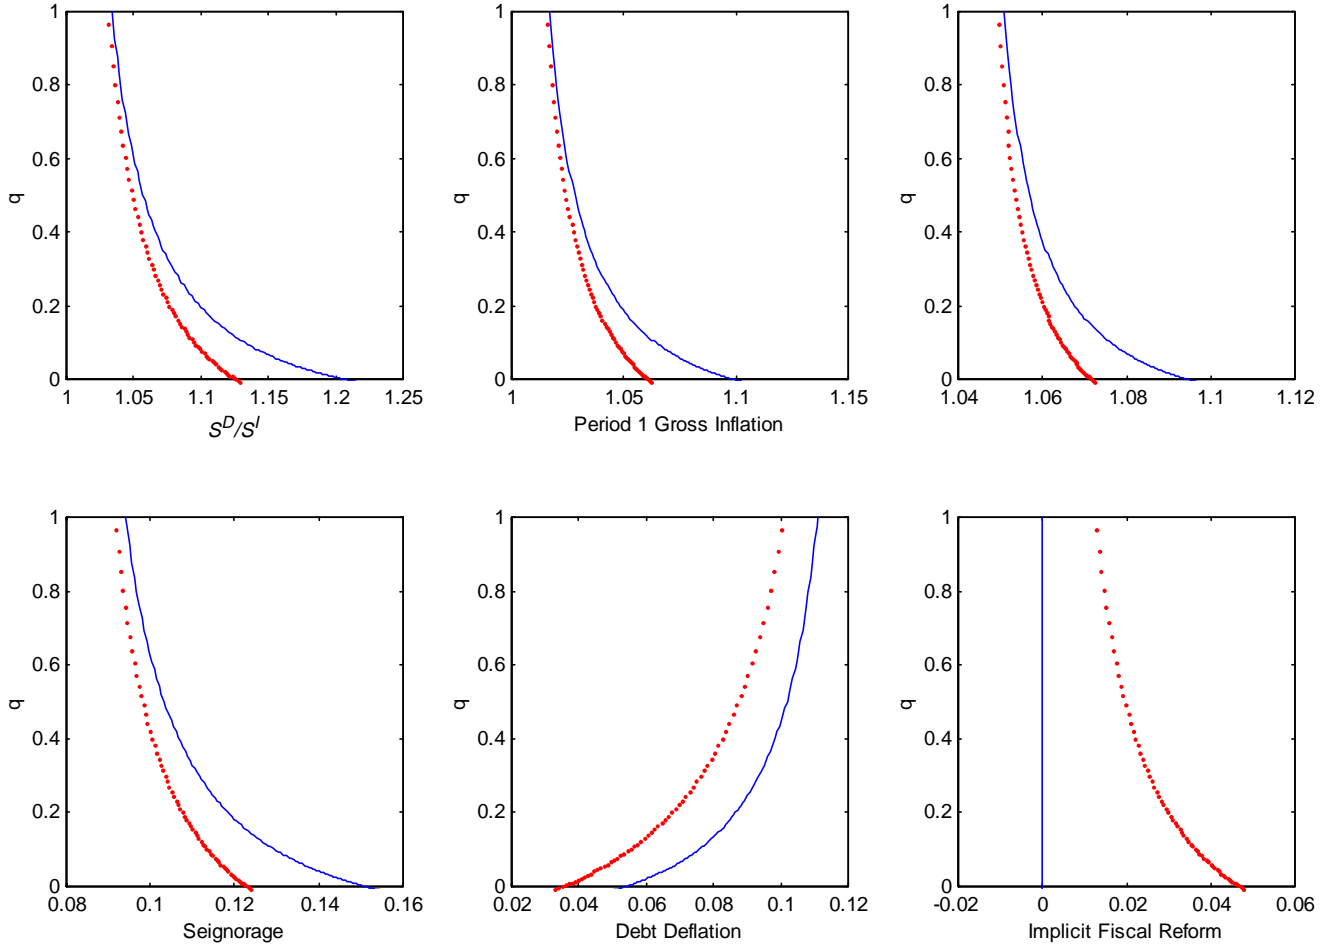 1
0.8
0.6
q
0.4
0.2
0
1 1.05 1.1 1.15 1.2 1.25
S^D/S^I
1
0.8
0.6
q
0.4
0.2
0
1 1.05 1.1 1.15
Period 1 Gross Inflation
1
0.8
0.6
q
0.4
0.2
0
1.04 1.06 1.08 1.1 1.12
1
0.8
0.6
q
0.4
0.2
0
0.08 0.1 0.12 0.14 0.16
Seignorage
1
0.8
0.6
q
0.4
0.2
0
0.02 0.04 0.06 0.08 0.1 0.12
Debt Deflation
1
0.8
0.6
q
0.4
0.2
0
-0.02 0 0.02 0.04 0.06
Implicit Fiscal Reform